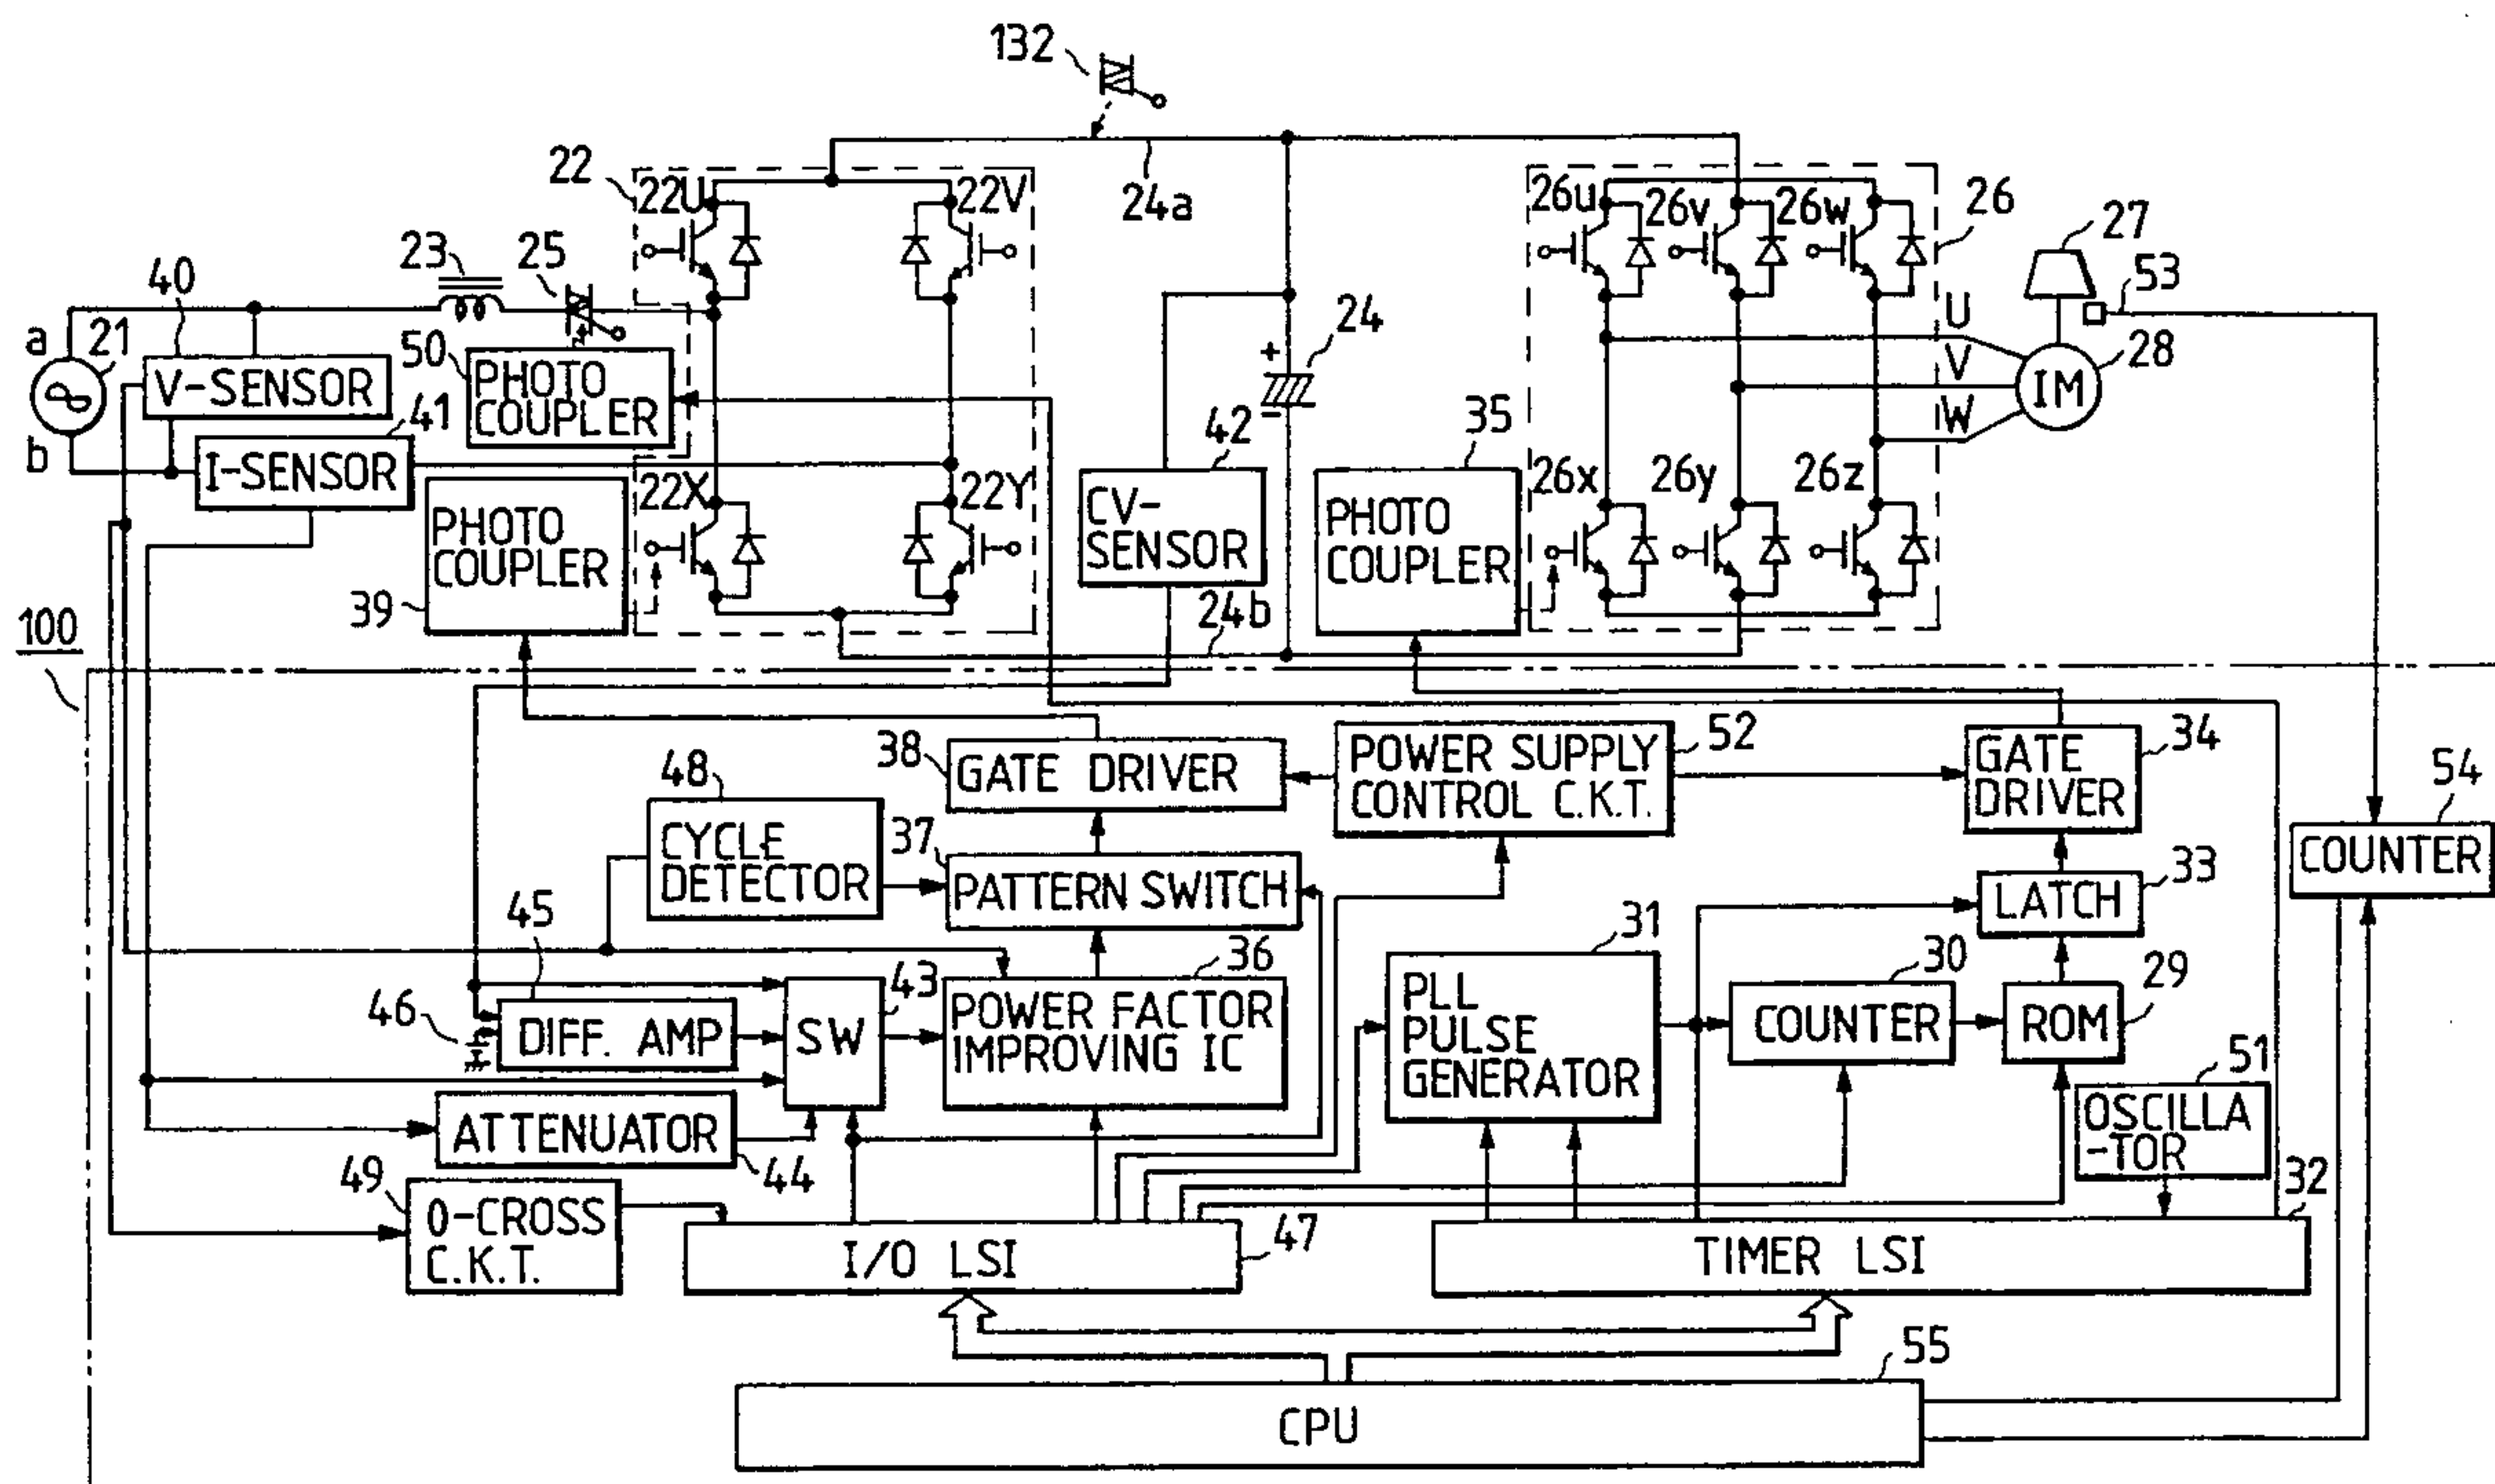 132
22
22U
22V
24a
26u
26v
26w
26
27
53
23
25
40
a
21
V-SENSOR
50
PHOTO
COUPLER
+
24
-
U
V
W
IM
28
b
41
I-SENSOR
42
35
22X
22Y
CV-
SENSOR
PHOTO
COUPLER
26x
26y
26z
PHOTO
COUPLER
39
24b
100
38
GATE DRIVER
POWER SUPPLY
CONTROL C.K.T.
52
GATE
DRIVER
34
54
COUNTER
48
CYCLE
DETECTOR
37
PATTERN SWITCH
33
LATCH
45
46
DIFF. AMP
43
SW
36
POWER FACTOR
IMPROVING IC
31
PLL
PULSE
GENERATOR
30
COUNTER
29
ROM
51
OSCILLA
-TOR
ATTENUATOR
44
49
0-CROSS
C.K.T.
I/O LSI
47
TIMER LSI
32
55
CPU